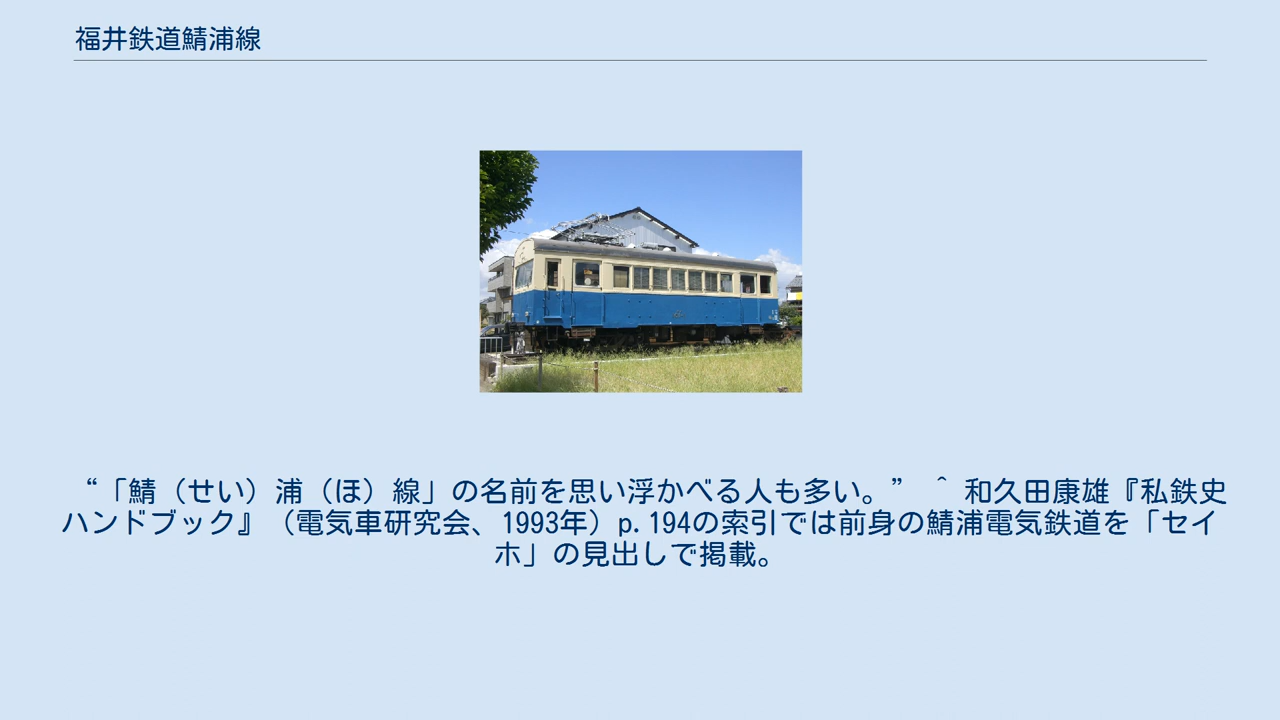 福井鉄道鯖浦線
“「鯖（せい）浦（ほ）線」の名前を思い浮かべる人も多い。” ＾ 和久田康雄『私鉄史
ハンドブック』（電気車研究会、1993年）p.194の索引では前身の鯖浦電気鉄道を「セイ
ホ」の見出しで掲載。